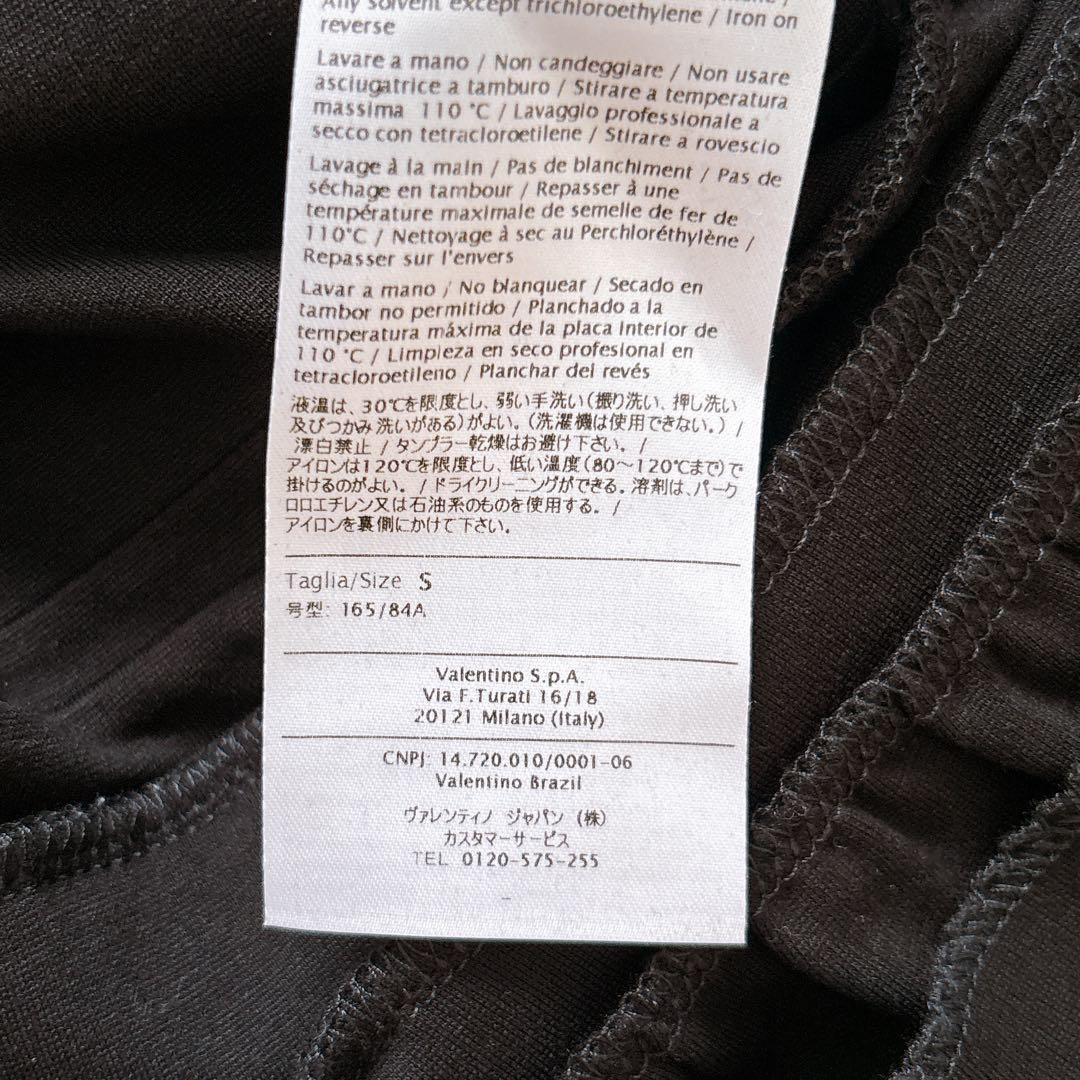 Any solvent except trichloroethylene / Iron on
reverse
Lavare a mano / Non candeggiare / Non usare
asciugatrice a tamburo / Stirare a temperatura
massima 110 °C / Lavaggio professionale a
secco con tetracloroetilene / Stirare a rovescio
Lavage à la main / Pas de blanchiment / Pas de
séchage en tambour / Repasser à une
température maximale de semelle de fer de
110°C / Nettoyage à sec au Perchloréthylène /
Repasser sur l'envers
Lavar a mano / No blanquear / Secado en
tambor no permitido / Planchado a la
temperatura máxima de la placa interior de
110 °C / Limpieza en seco profesional en
tetracloroetileno / Planchar del revés
液温は、30℃を限度とし、弱い手洗い(振り洗い、押し洗い
及びつかみ洗いがある)がよい。(洗濯機は使用できない。) /
漂白禁止 / タンブラー乾燥はお避け下さい。 /
アイロンは120℃を限度とし、低い温度(80～120℃まで)で
掛けるのがよい。 / ドライクリーニングができる。溶剤は、パーク
ロロエチレン又は石油系のものを使用する。 /
アイロンを裏側にかけて下さい。
Taglia/Size S
号型: 165/84A
Valentino S.p.A.
Via F.Turati 16/18
20121 Milano (Italy)
CNPJ: 14.720.010/0001-06
Valentino Brazil
ヴァレンティノ ジャパン (株)
カスタマーサービス
TEL 0120-575-255